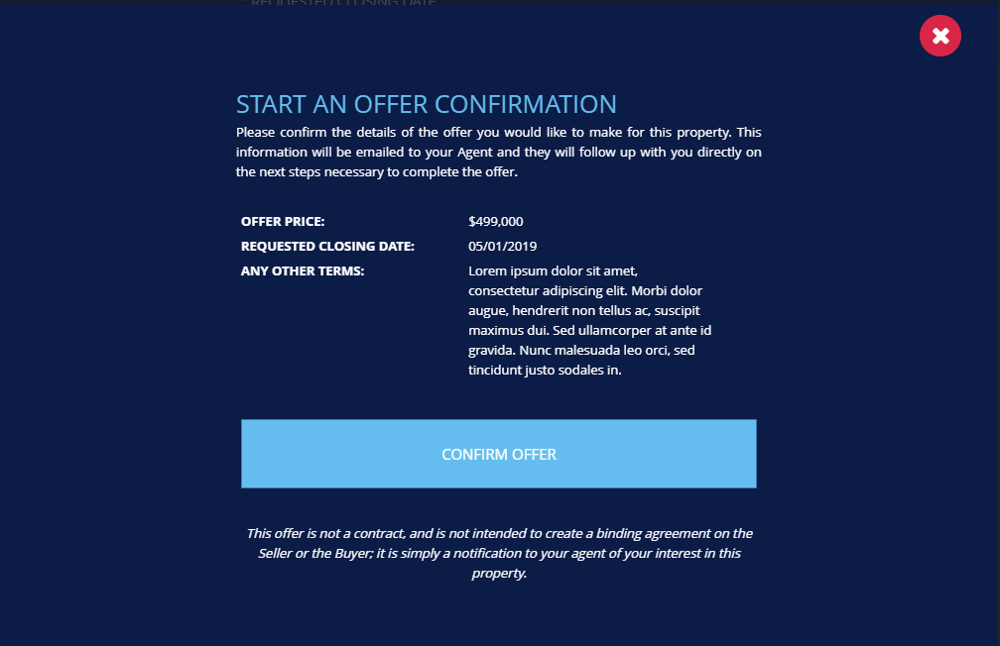 * REQUESTED CLOSING DATE
START AN OFFER CONFIRMATION
Please confirm the details of the offer you would like to make for this property. This
information will be emailed to your Agent and they will follow up with you directly on
the next steps necessary to complete the offer.
OFFER PRICE: $499,000
REQUESTED CLOSING DATE: 05/01/2019
ANY OTHER TERMS: Lorem ipsum dolor sit amet,
consectetur adipiscing elit. Morbi dolor
augue, hendrerit non tellus ac, suscipit
maximus dui. Sed ullamcorper at ante id
gravida. Nunc malesuada leo orci, sed
tincidunt justo sodales in.
CONFIRM OFFER
This offer is not a contract, and is not intended to create a binding agreement on the
Seller or the Buyer; it is simply a notification to your agent of your interest in this
property.